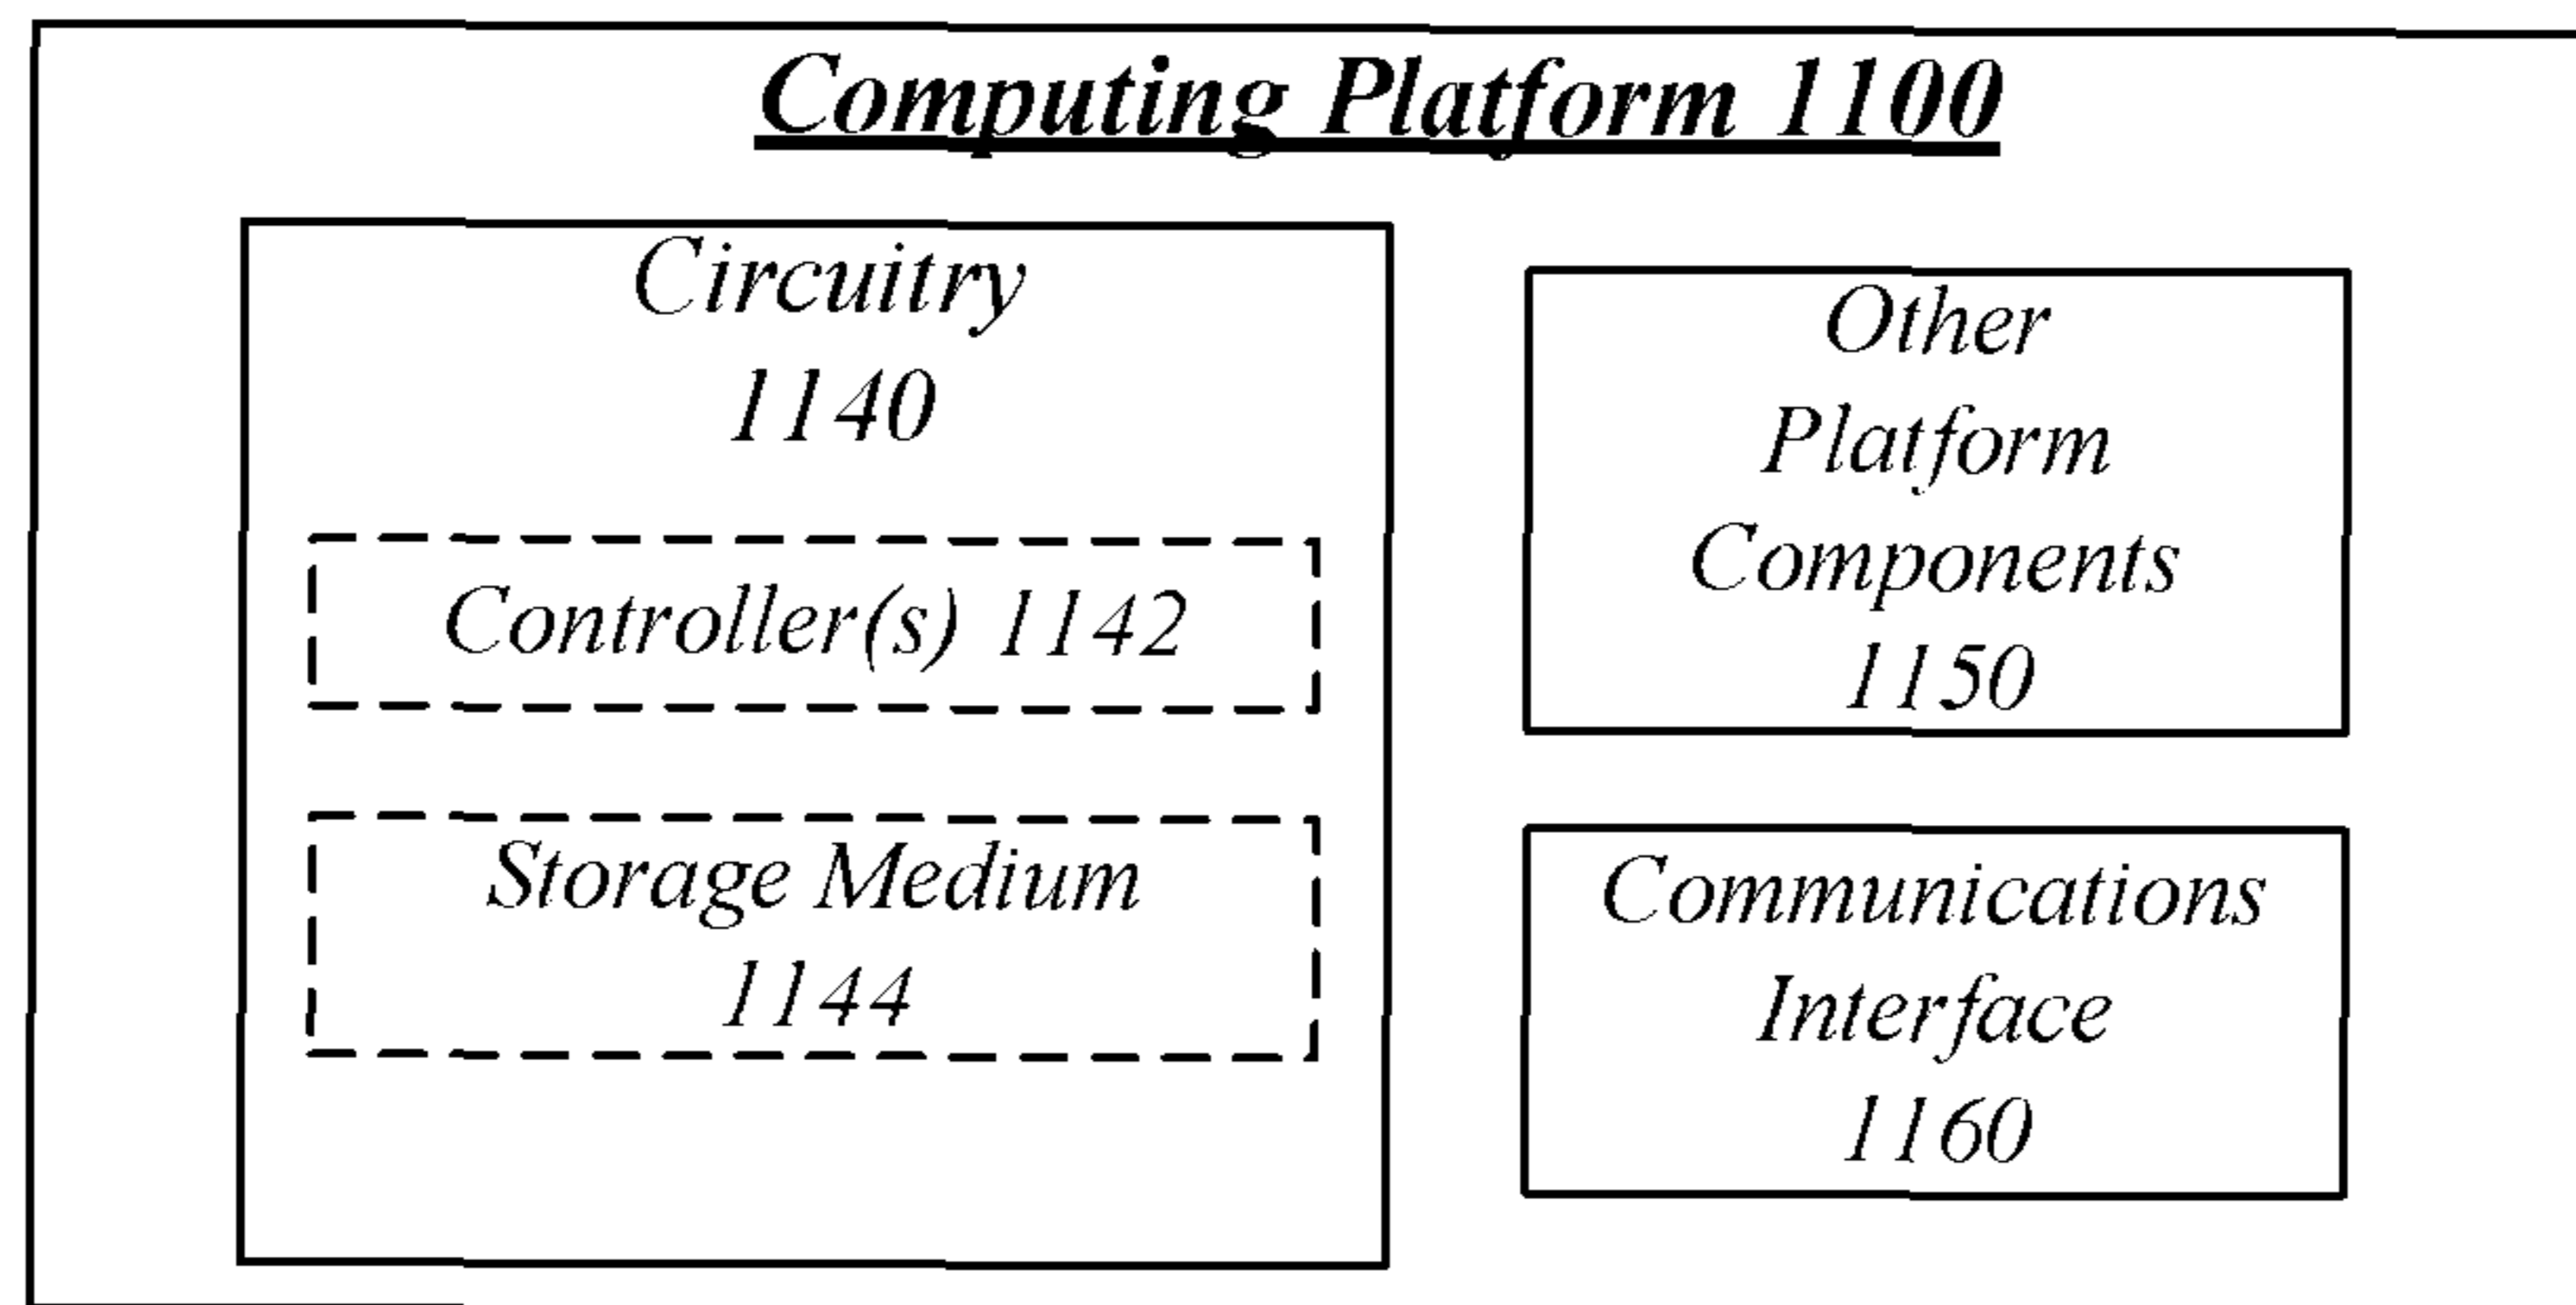 Computing Platform 1100
Circuitry
1140
Controller(s) 1142
Storage Medium
1144
Other
Platform
Components
1150
Communications
Interface
1160